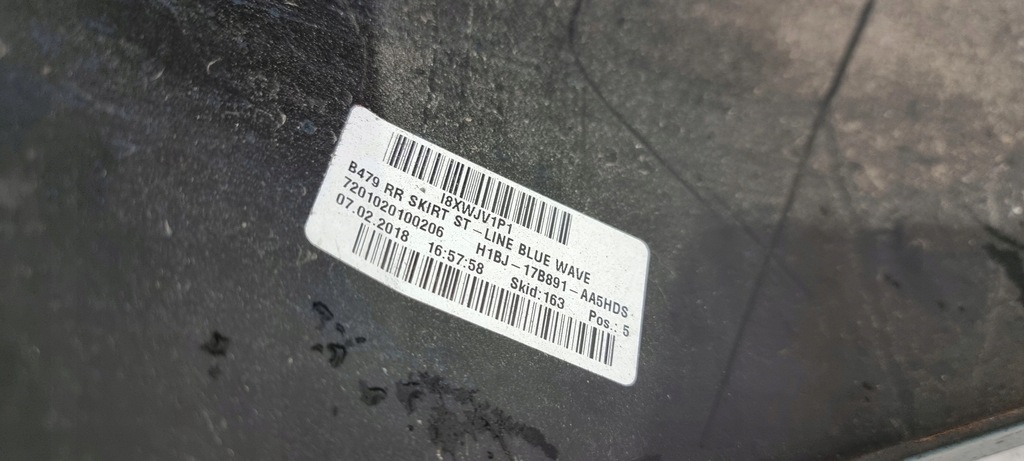 I8XWJV1P1
B479 RR SKIRT ST-LINE BLUE WAVE
7201020100206 H1BJ-17B891-AA5HDS
07.02.2018 16:57:58 Skid:163 Pos.: 5